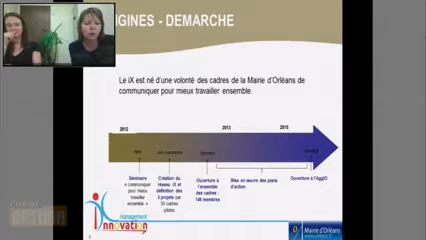 IGINES - DEMARCHE
Le iX est né d'une volonté des cadres de la Mairie d'Orléans de
communiquer pour mieux travailler ensemble.
2012
2013
2015
Séminaire
« communiquer
pour mieux
travailler
ensemble »
Création du
réseau iX et
définition des
5 projets par
50 cadres
pilotes
Ouverture à
l'ensemble
des cadres :
146 membres
Mise en œuvre des plans
d'action
Ouverture à l'AgglO
Management
innovation
Mairie d'Orléans